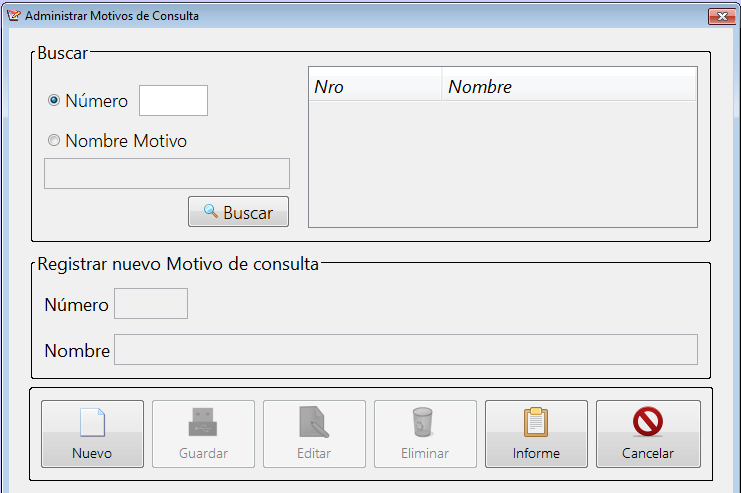 Administrar Motivos de Consulta
Buscar
Número
Nombre Motivo
Buscar
Nro Nombre
Registrar nuevo Motivo de consulta
Número
Nombre
Nuevo Guardar Editar Eliminar Informe Cancelar